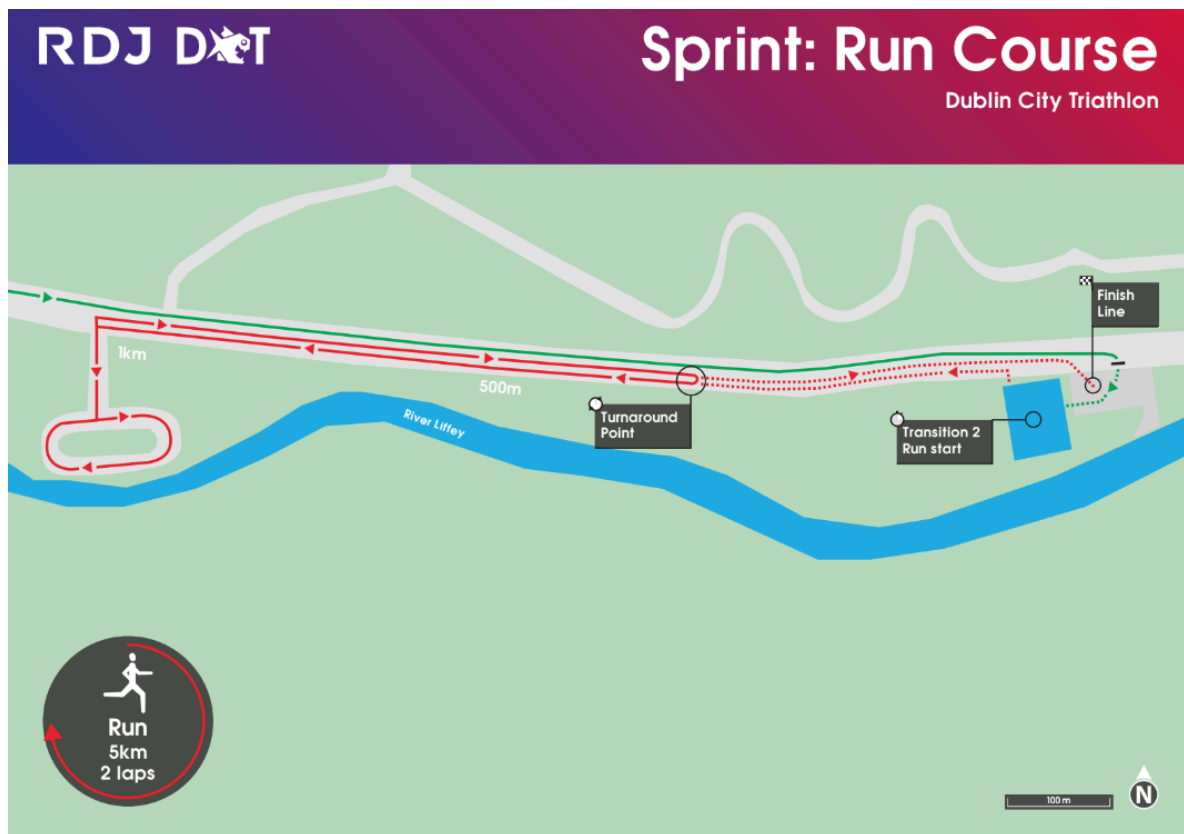 RDJ DCT
Sprint: Run Course
Dublin City Triathlon
Finish
Line
1km
500m
River Liffey
Turnaround
Point
Transition 2
Run start
Run
5km
2 laps
100 m
N